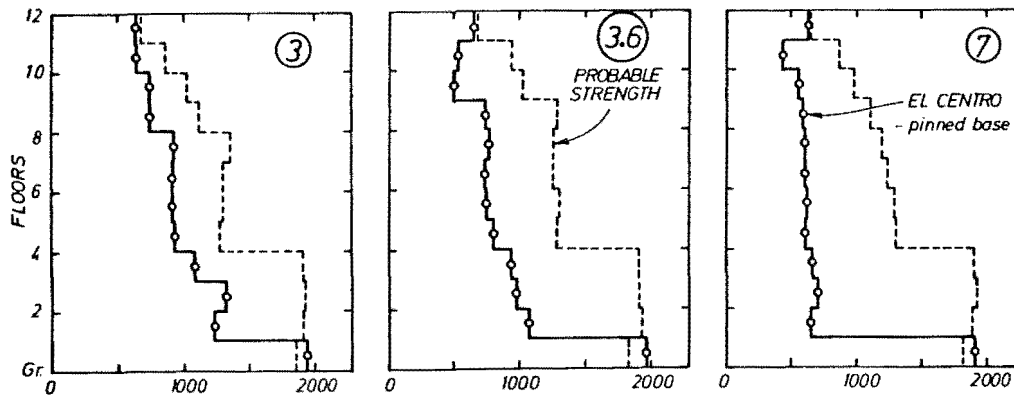 12
10
8
6
4
2
Gr.
FLOORS
3
3.6
7
PROBABLE
STRENGTH
EL CENTRO
- pinned base
0 1000 2000
0 1000 2000
0 1000 2000